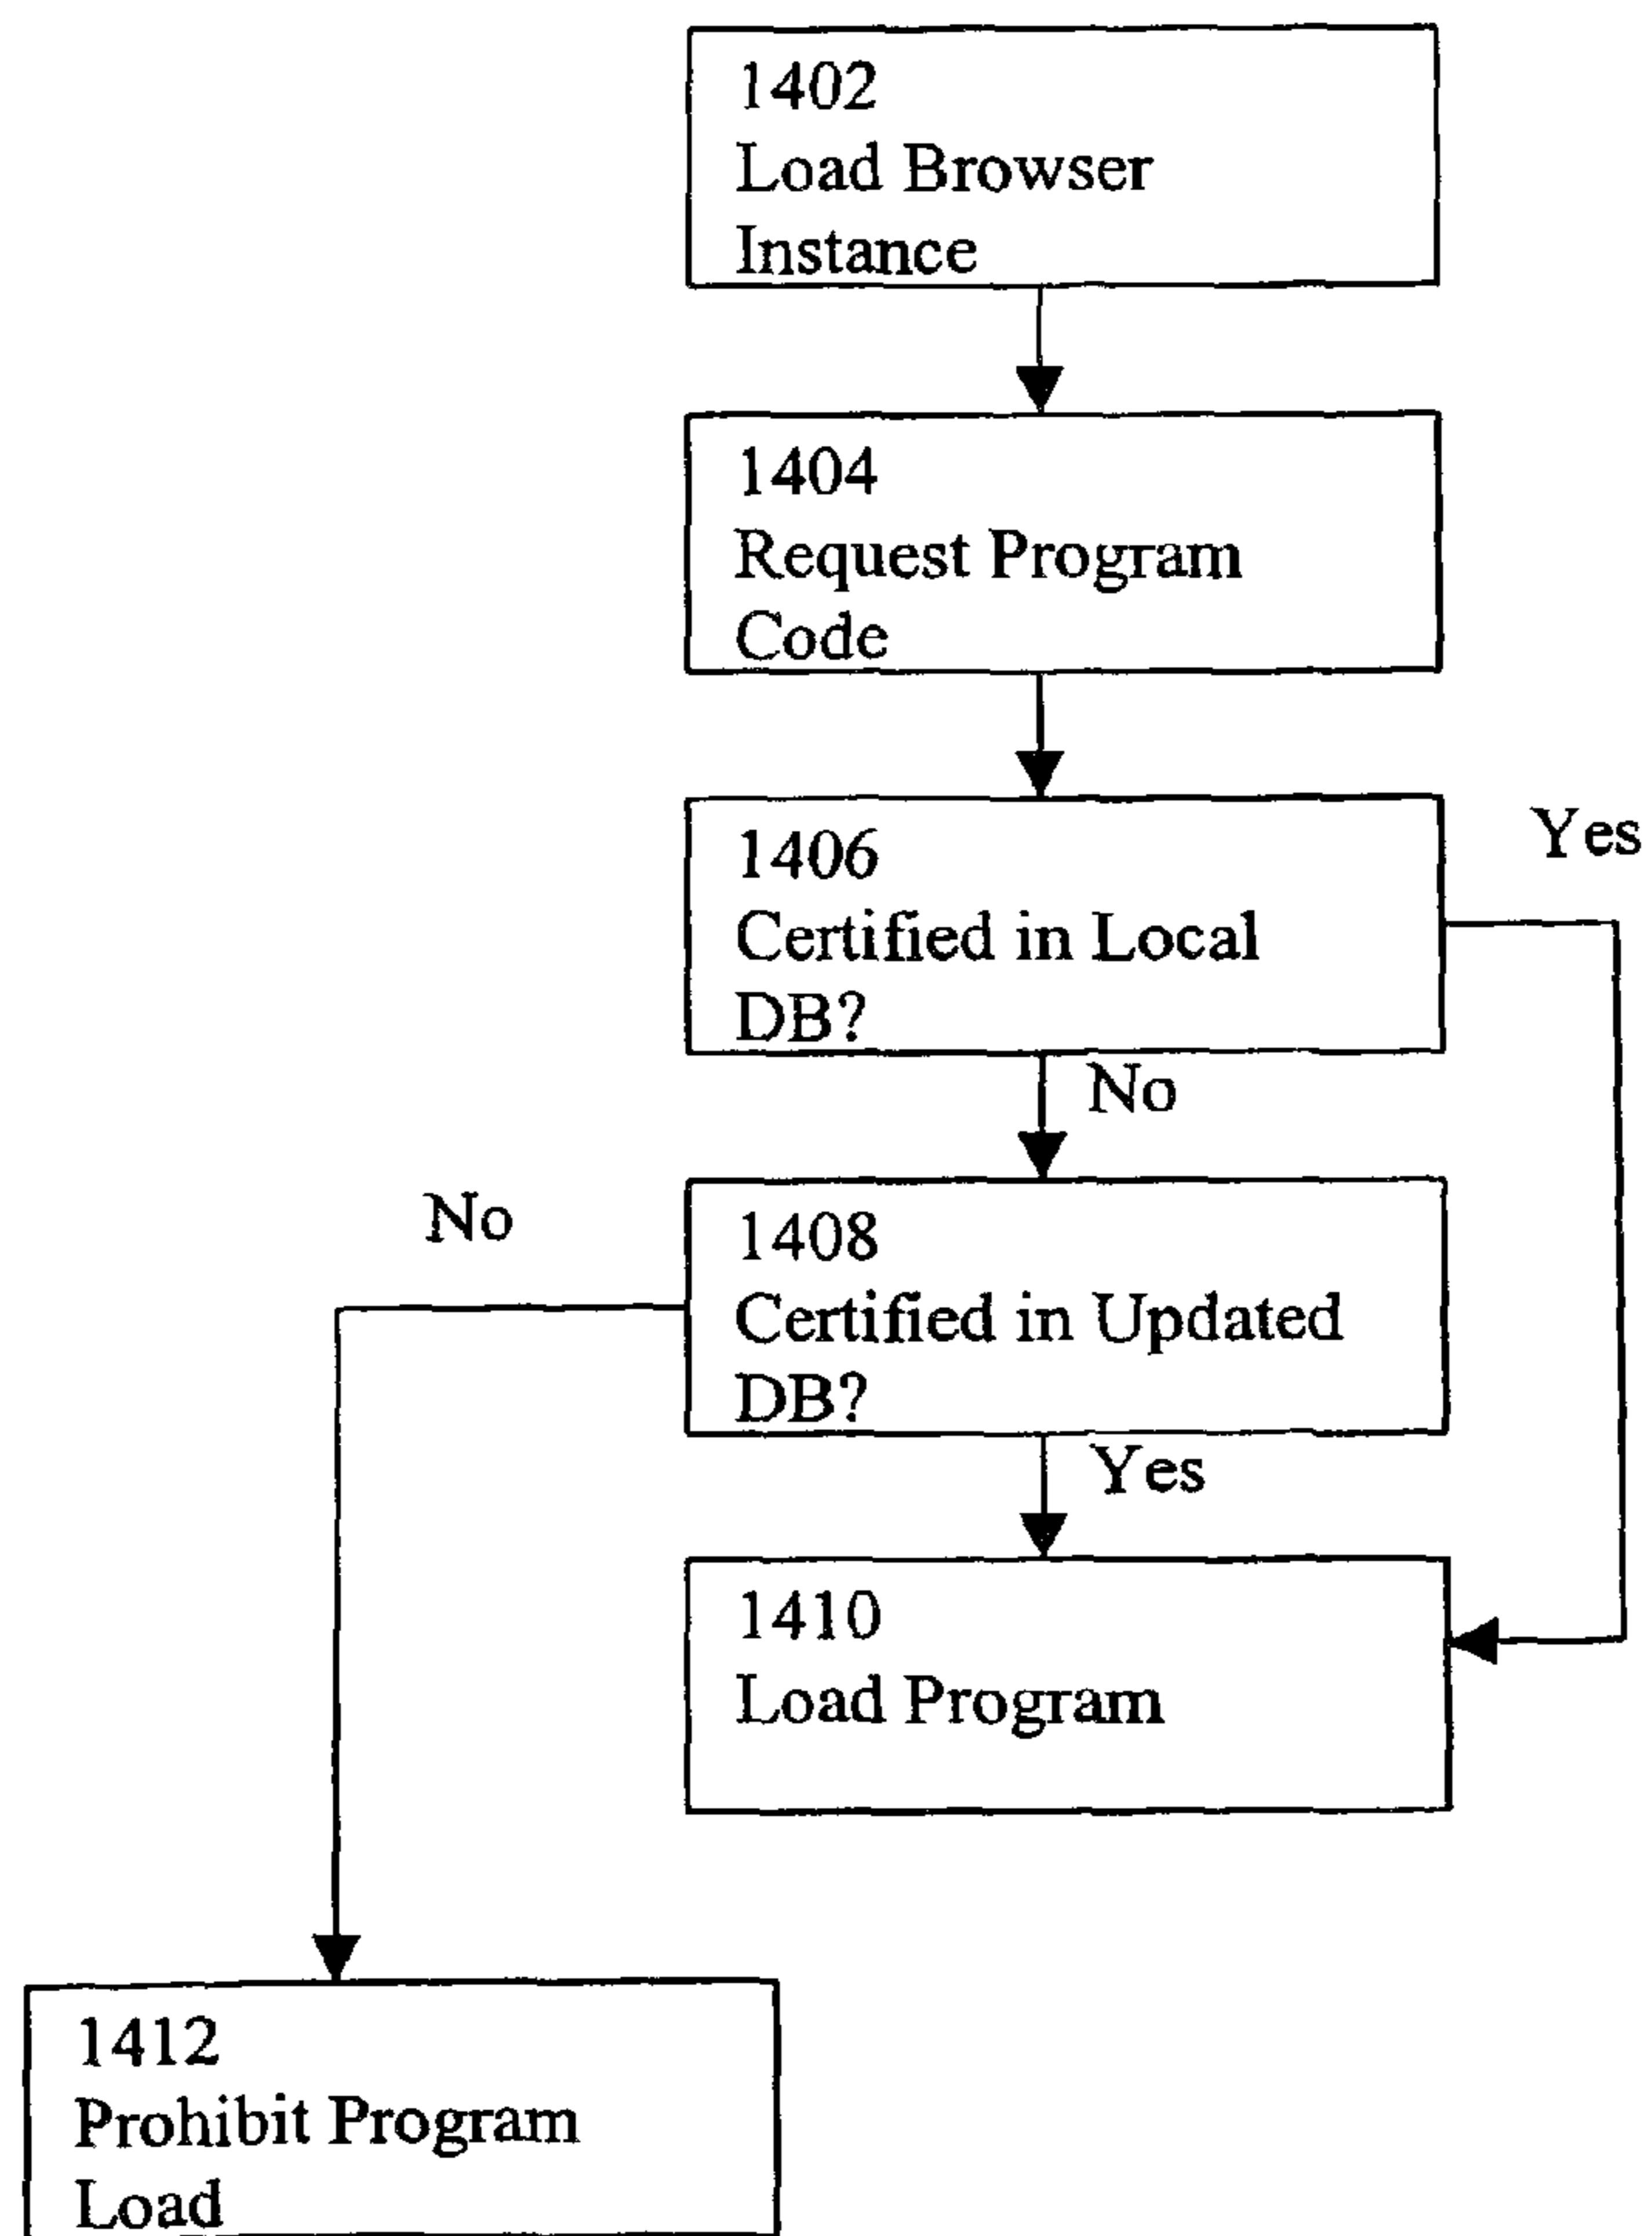 1402
Load Browser
Instance
1404
Request Program
Code
1406
Certified in Local
DB?
Yes
No
1408
Certified in Updated
DB?
No
Yes
1410
Load Program
1412
Prohibit Program
Load